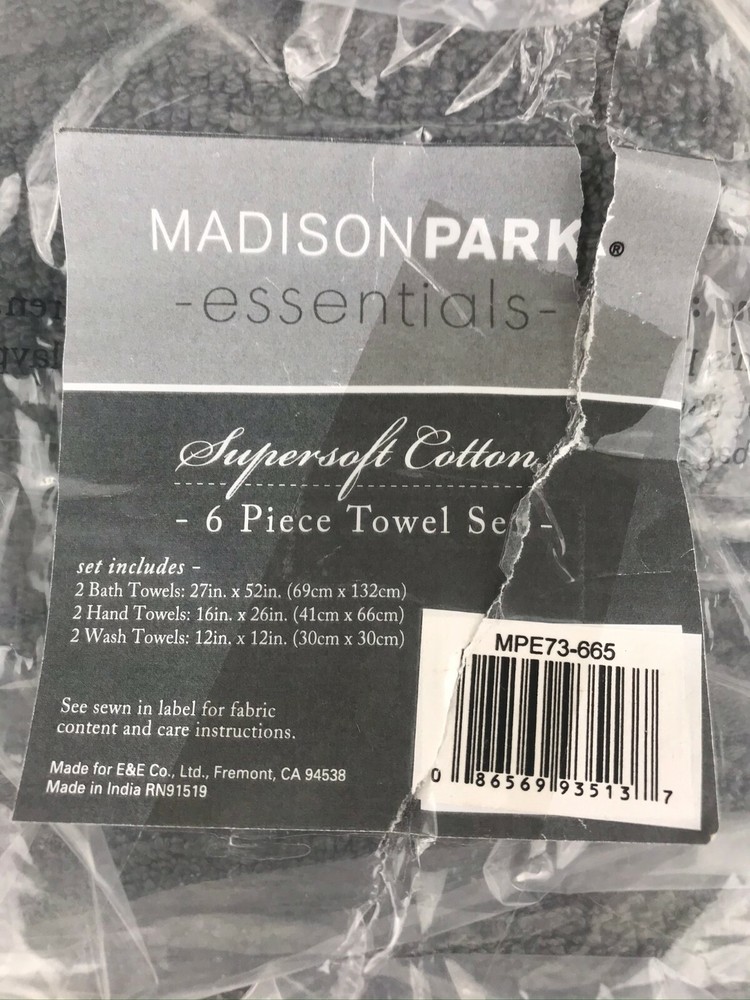 MADISONPARK®
-essentials-
Supersoft Cotton
- 6 Piece Towel Se -
set includes -
2 Bath Towels: 27in. x 52in. (69cm x 132cm)
2 Hand Towels: 16in. x 26in. (41cm x 66cm)
2 Wash Towels: 12in. x 12in. (30cm x 30cm)
See sewn in label for fabric
content and care instructions.
Made for E&E Co., Ltd., Fremont, CA 94538
Made in India RN91519
MPE73-665
0 86569 93513 7